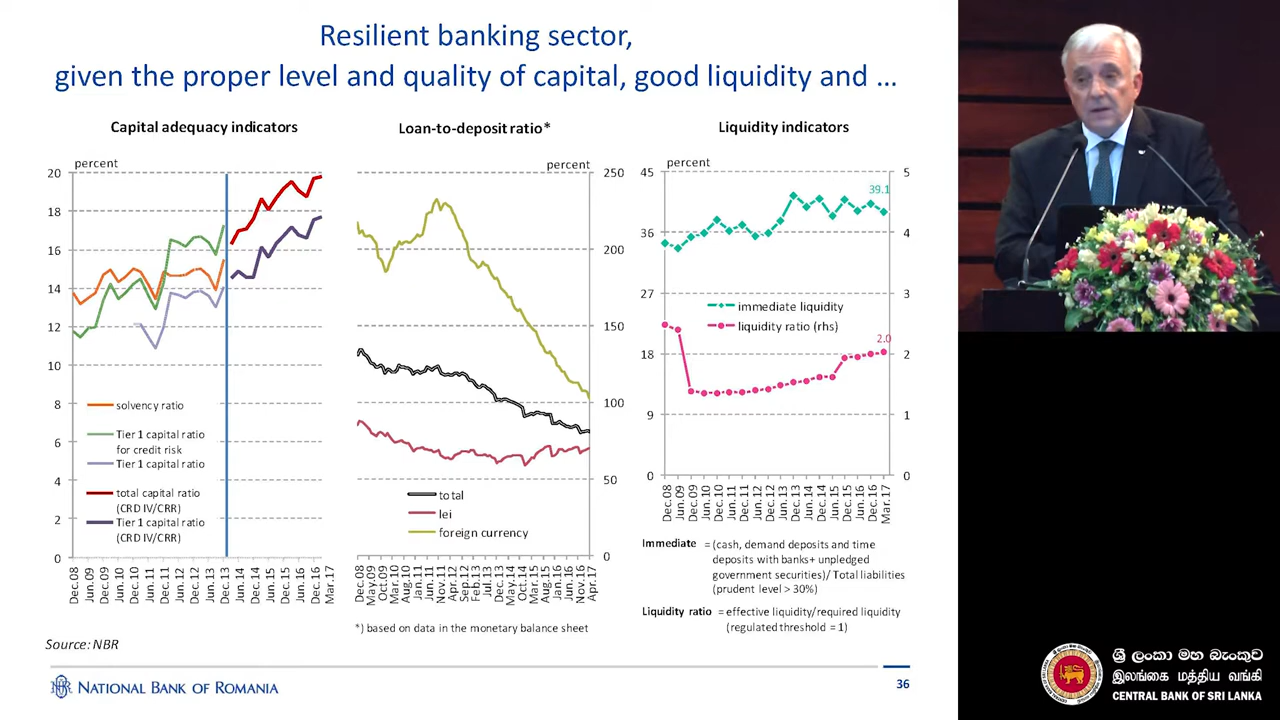 Resilient banking sector,
given the proper level and quality of capital, good liquidity and ...
Capital adequacy indicators
percent
20
18
16
14
12
10
8
6
4
2
0
solvency ratio
Tier 1 capital ratio
for credit risk
Tier 1 capital ratio
total capital ratio
(CRD IV/CRR)
Tier 1 capital ratio
(CRD IV/CRR)
Dec.08
Jun.09
Dec.09
Jun.10
Dec.10
Jun.11
Dec.11
Jun.12
Dec.12
Jun.13
Dec.13
Jun.14
Dec.14
Jun.15
Dec.15
Jun.16
Dec.16
Mar.17
Loan-to-deposit ratio*
percent
250
200
150
100
50
0
total
lei
foreign currency
Dec.08
May.09
Oct.09
Mar.10
Aug.10
Jan.11
Jun.11
Nov.11
Apr.12
Sep.12
Feb.13
Jul.13
Dec.13
May.14
Oct.14
Mar.15
Aug.15
Jan.16
Jun.16
Nov.16
Apr.17
*) based on data in the monetary balance sheet
Liquidity indicators
percent
45
36
27
18
9
0
5
4
3
2
1
0
39.1
immediate liquidity
liquidity ratio (rhs)
2.0
Dec.08
Jun.09
Dec.09
Jun.10
Dec.10
Jun.11
Dec.11
Jun.12
Dec.12
Jun.13
Dec.13
Jun.14
Dec.14
Jun.15
Dec.15
Jun.16
Dec.16
Mar.17
Immediate = (cash, demand deposits and time
deposits with banks+ unpledged
government securities)/ Total liabilities
(prudent level > 30%)
Liquidity ratio = effective liquidity/required liquidity
(regulated threshold = 1)
Source: NBR
NATIONAL BANK OF ROMANIA
36
ශ්‍රී ලංකා මහ බැංකුව
இலங்கை மத்திய வங்கி
CENTRAL BANK OF SRI LANKA